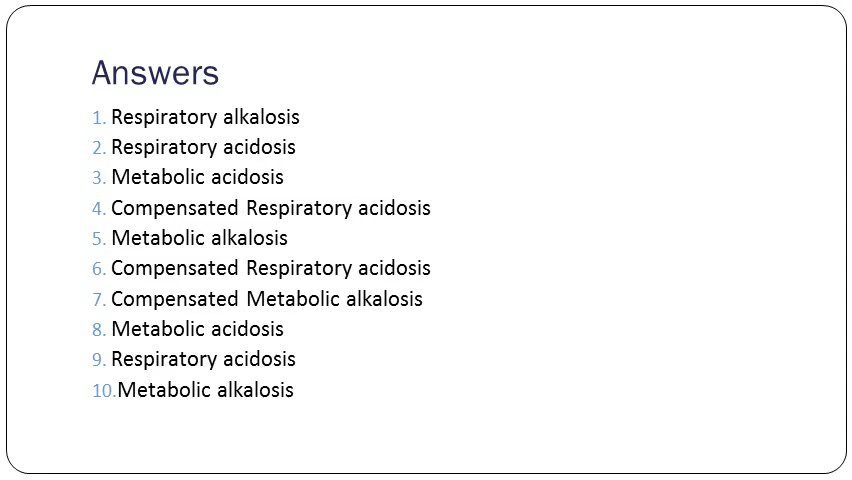 Answers
1. Respiratory alkalosis
2. Respiratory acidosis
3. Metabolic acidosis
4. Compensated Respiratory acidosis
5. Metabolic alkalosis
6. Compensated Respiratory acidosis
7. Compensated Metabolic alkalosis
8. Metabolic acidosis
9. Respiratory acidosis
10.Metabolic alkalosis